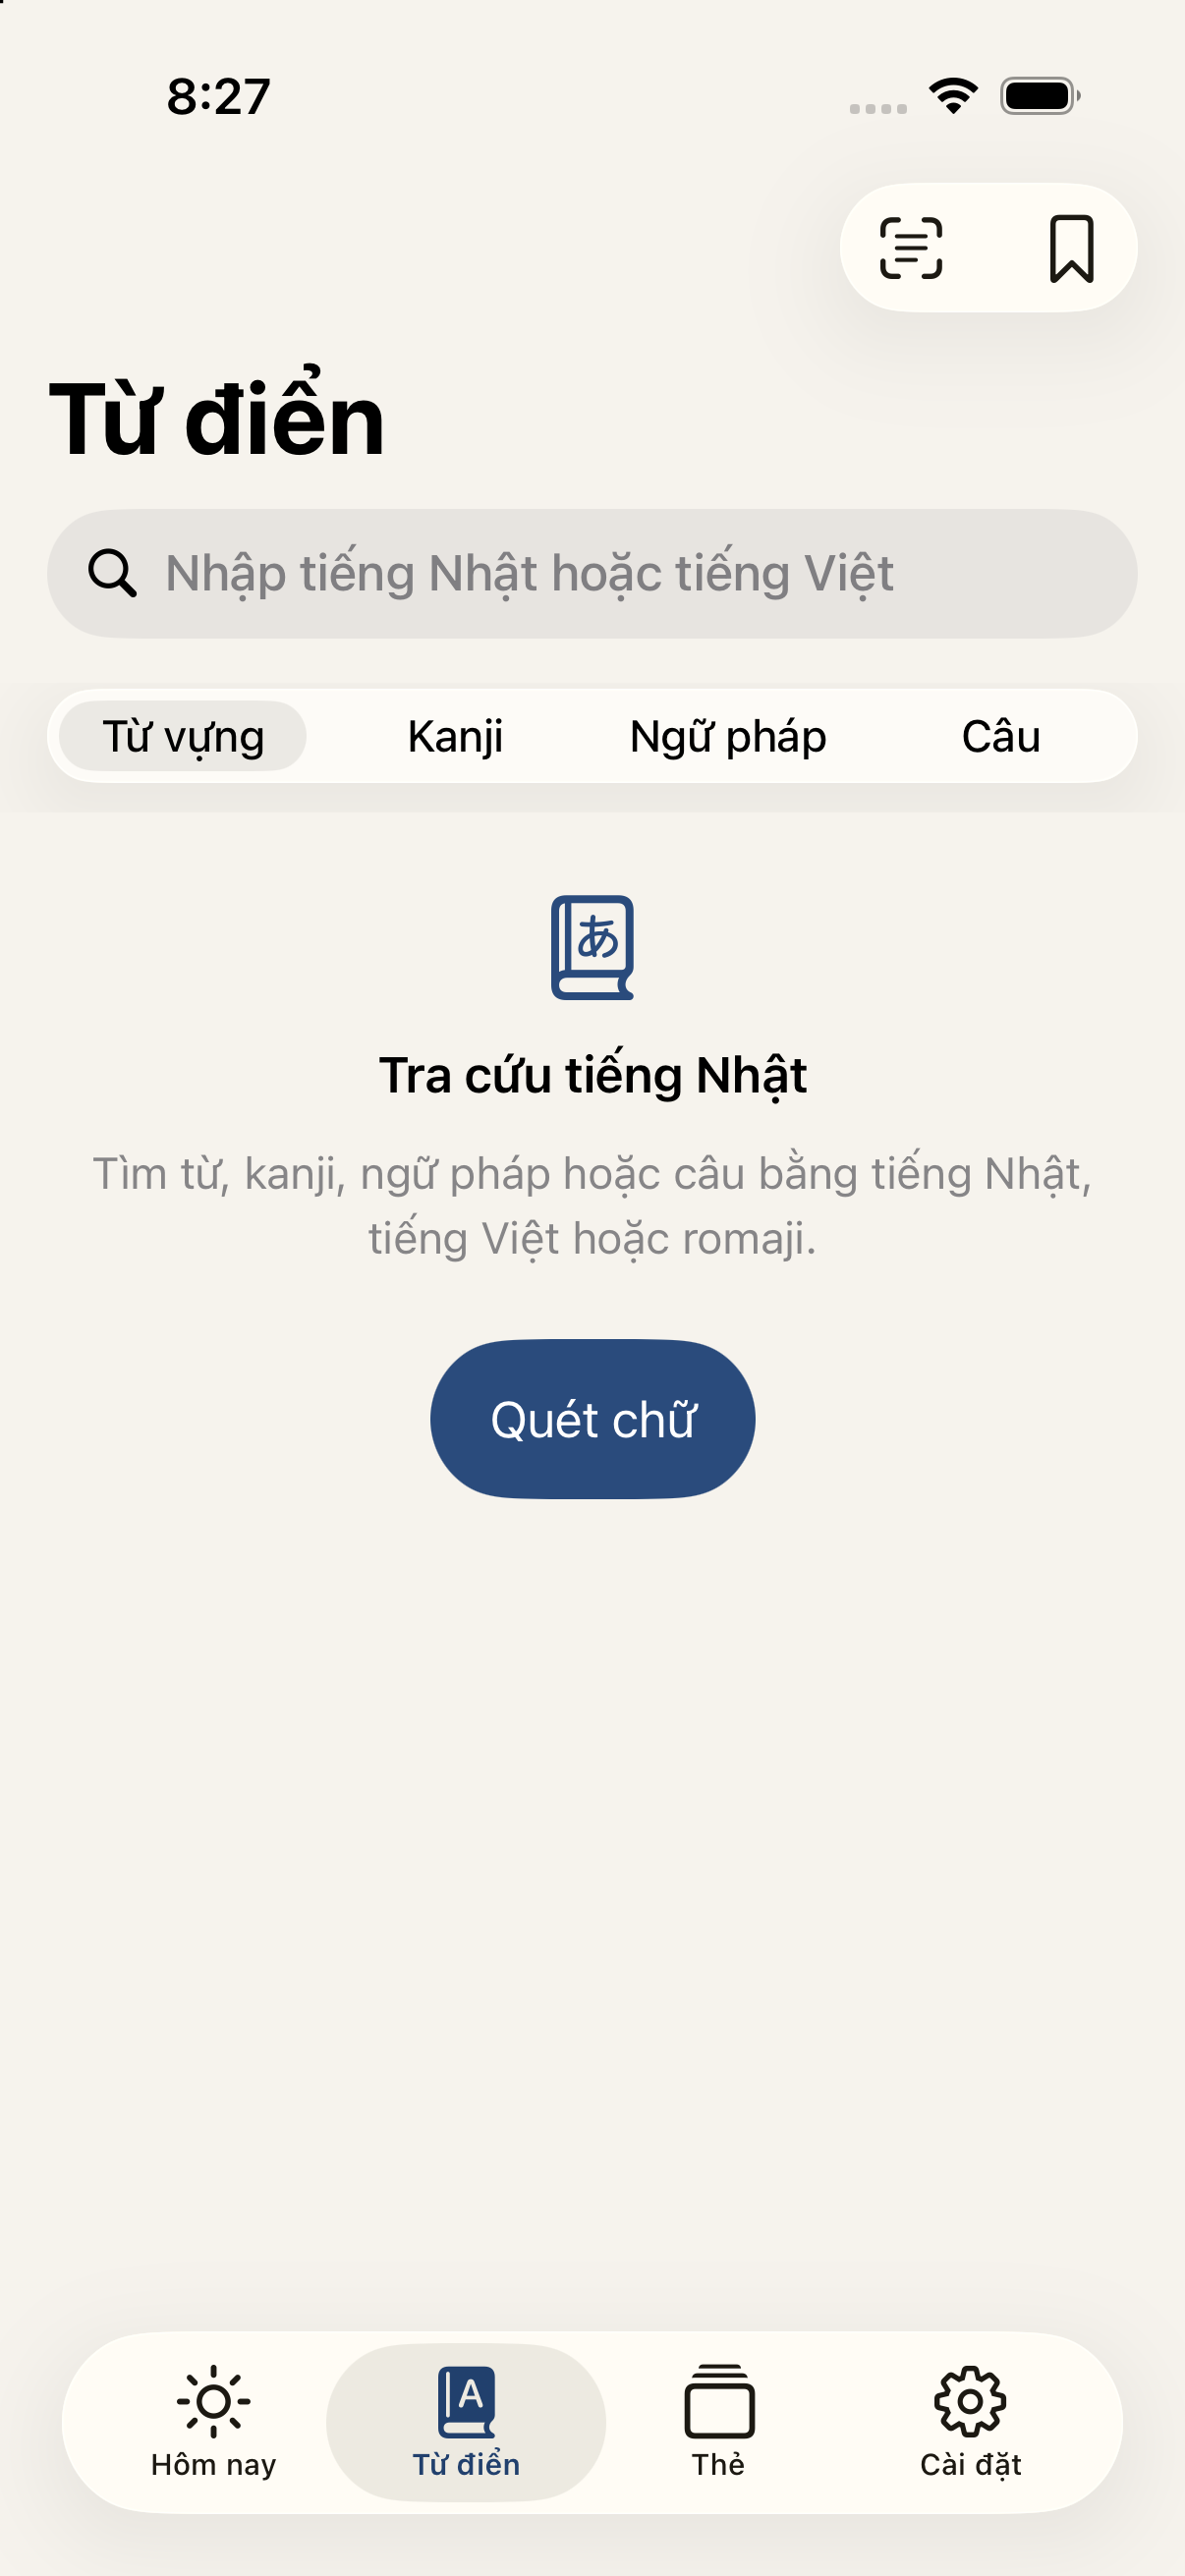 8:27
Từ điển
Nhập tiếng Nhật hoặc tiếng Việt
Từ vựng Kanji Ngữ pháp Câu
あ
Tra cứu tiếng Nhật
Tìm từ, kanji, ngữ pháp hoặc câu bằng tiếng Nhật,
tiếng Việt hoặc romaji.
Quét chữ
A
Hôm nay Từ điển Thẻ Cài đặt